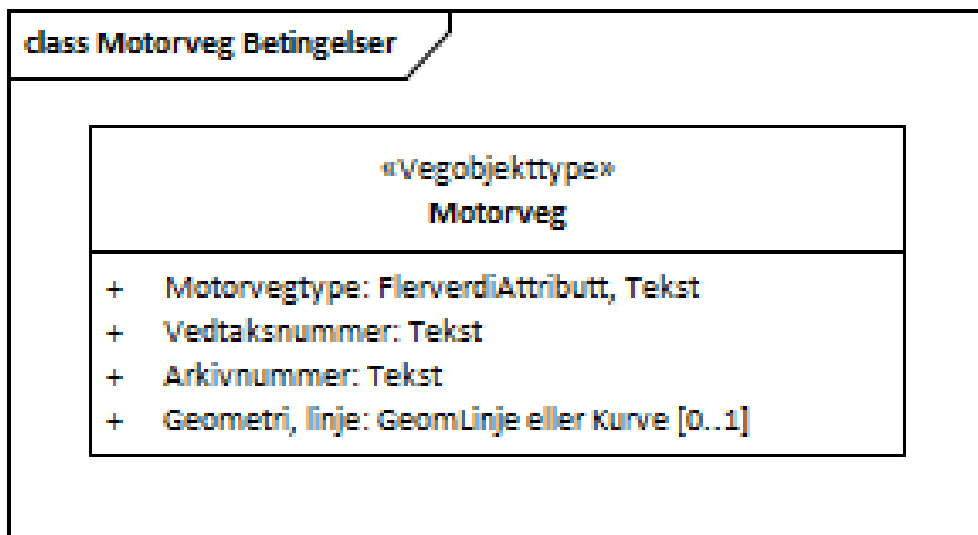 class Motorveg Betingelser
«Vegobjekttype»
Motorveg
+ Motorvegtype: FlerverdiAttributt, Tekst
+ Vedtaksnummer: Tekst
+ Arkivnummer: Tekst
+ Geometri, linje: GeomLinje eller Kurve [0..1]